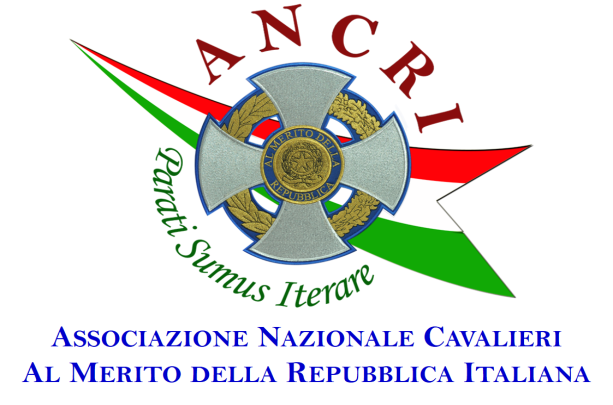 ANCRI
AL MERITO DELLA
REPUBBLICA
Parati Sumus Iterare
ASSOCIAZIONE NAZIONALE CAVALIERI
AL MERITO DELLA REPUBBLICA ITALIANA